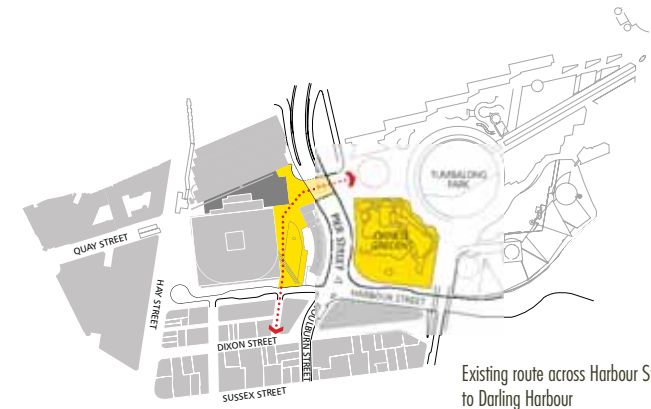 TUMBALONG
PARK
CHINESE
GARDEN
PIER STREET
QUAY STREET
HAY STREET
HARBOUR STREET
GOULBURN STREET
DIXON STREET
SUSSEX STREET
Existing route across Harbour S
to Darling Harbour